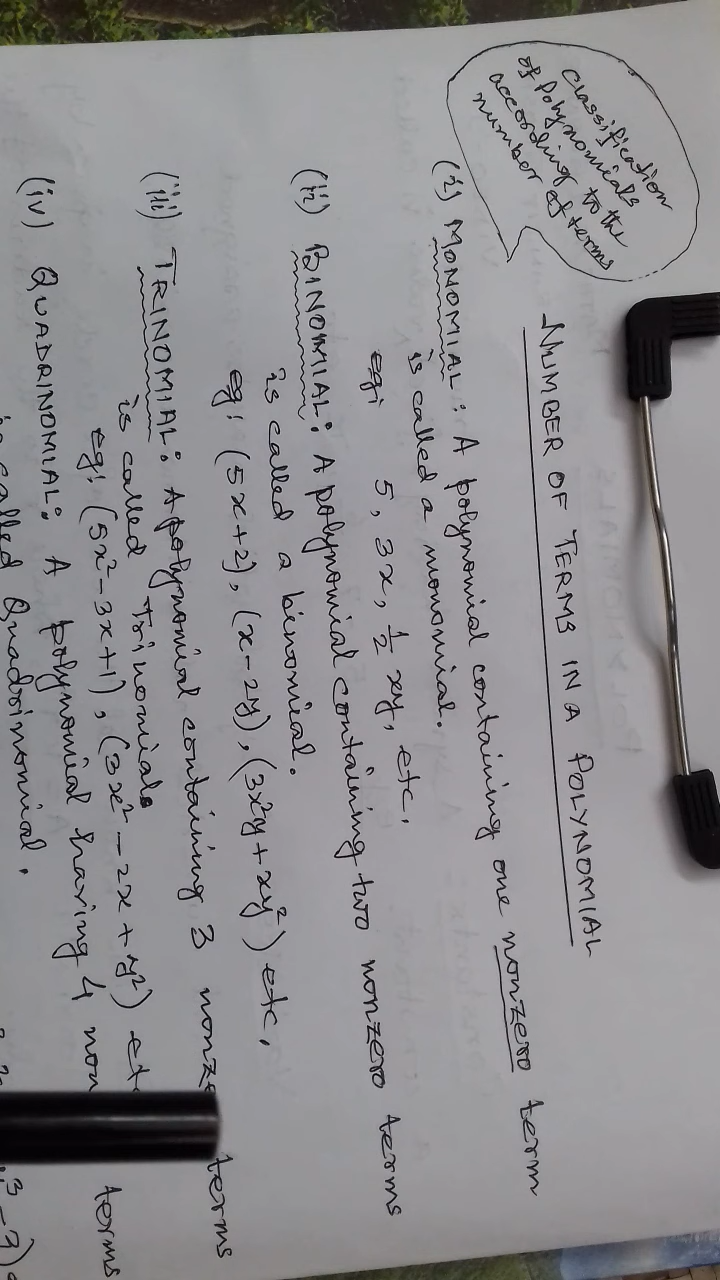 Classification
of Polynomials
according to the
number of terms
NUMBER OF TERMS IN A POLYNOMIAL
(i) MONOMIAL : A polynomial containing one nonzero term
is called a monomial.
eg: 5, 3x, 1/2 xy, etc.
(ii) BINOMIAL: A polynomial containing two nonzero terms
is called a binomial.
eg: (5x+2), (x-2y), (3x²y + xy²) etc.
(iii) TRINOMIAL: A polynomial containing 3 terms
is called trinomials
eg: (5x²-3x+1), (3x² - 2x + y²)
(iv) QUADRINOMIAL: A polynomial having 4 terms
is called Quadrinomial.